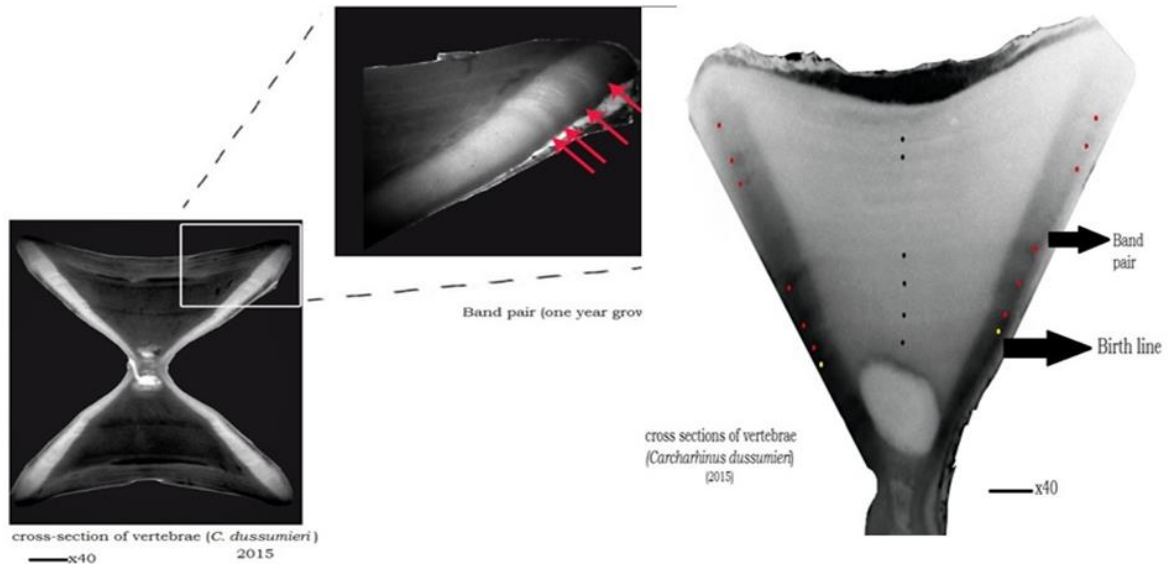 Band pair (one year grov
cross-section of vertebrae (C. dussumieri)
2015
x40
Band
pair
Birth line
cross sections of vertebrae
(Carcharhinus dussumieri)
(2015)
x40